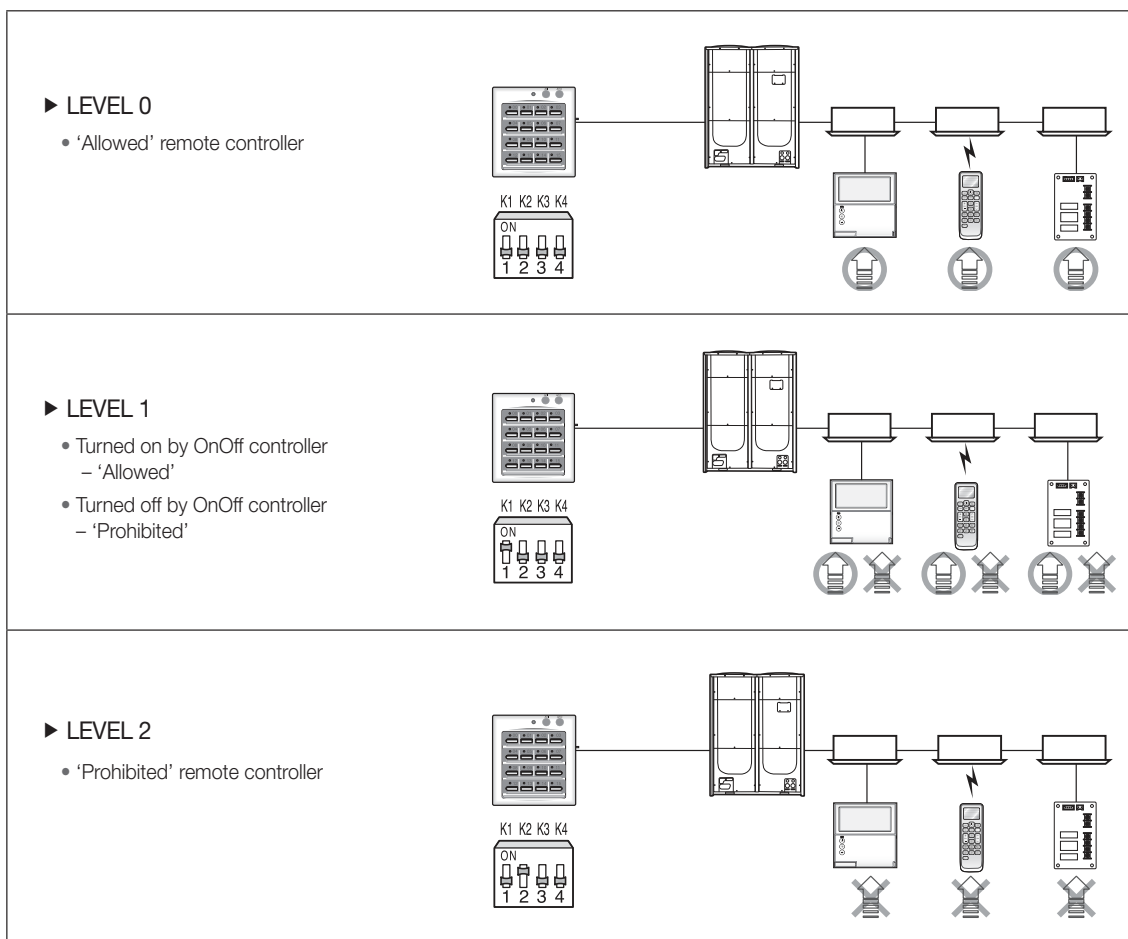 ▶ LEVEL 0
• ‘Allowed’ remote controller
K1 K2 K3 K4
ON
1 2 3 4
▶ LEVEL 1
• Turned on by OnOff controller
– ‘Allowed’
• Turned off by OnOff controller
– ‘Prohibited’
K1 K2 K3 K4
ON
1 2 3 4
▶ LEVEL 2
• ‘Prohibited’ remote controller
K1 K2 K3 K4
ON
1 2 3 4